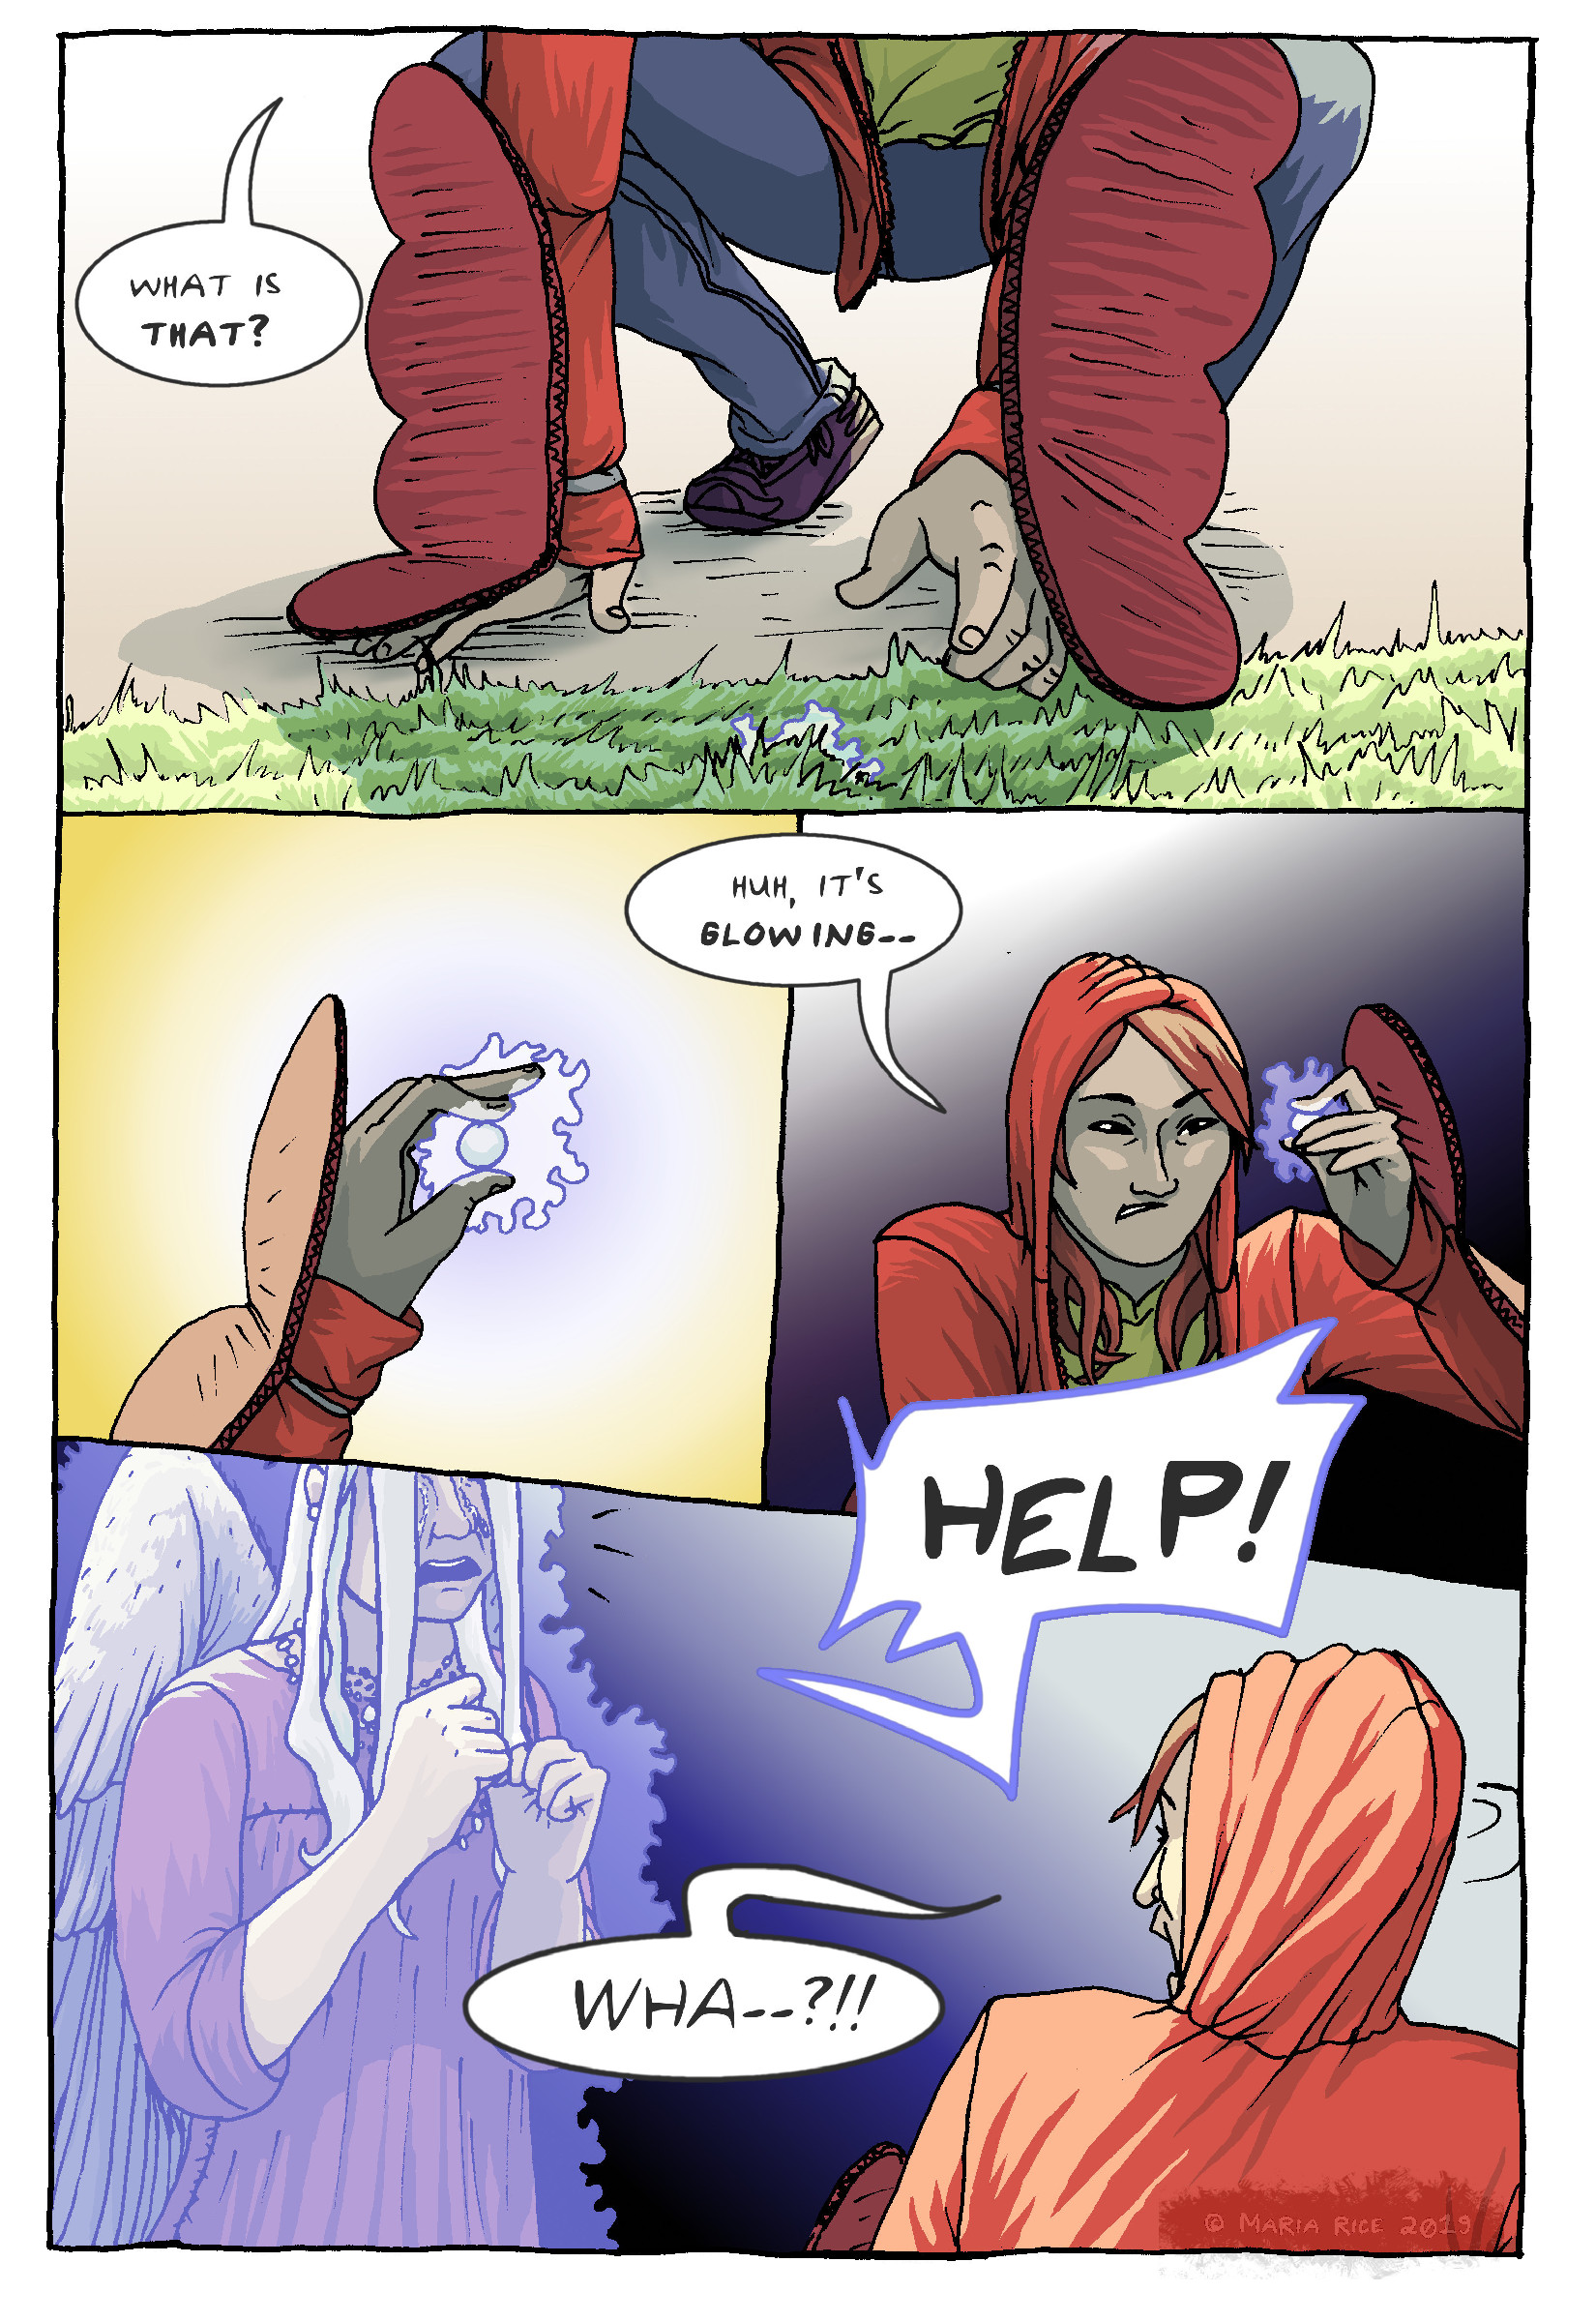 WHAT IS
THAT?
HUH, IT'S
GLOWING--
HELP!
WHA--?!!
© MARIA RICE 2019